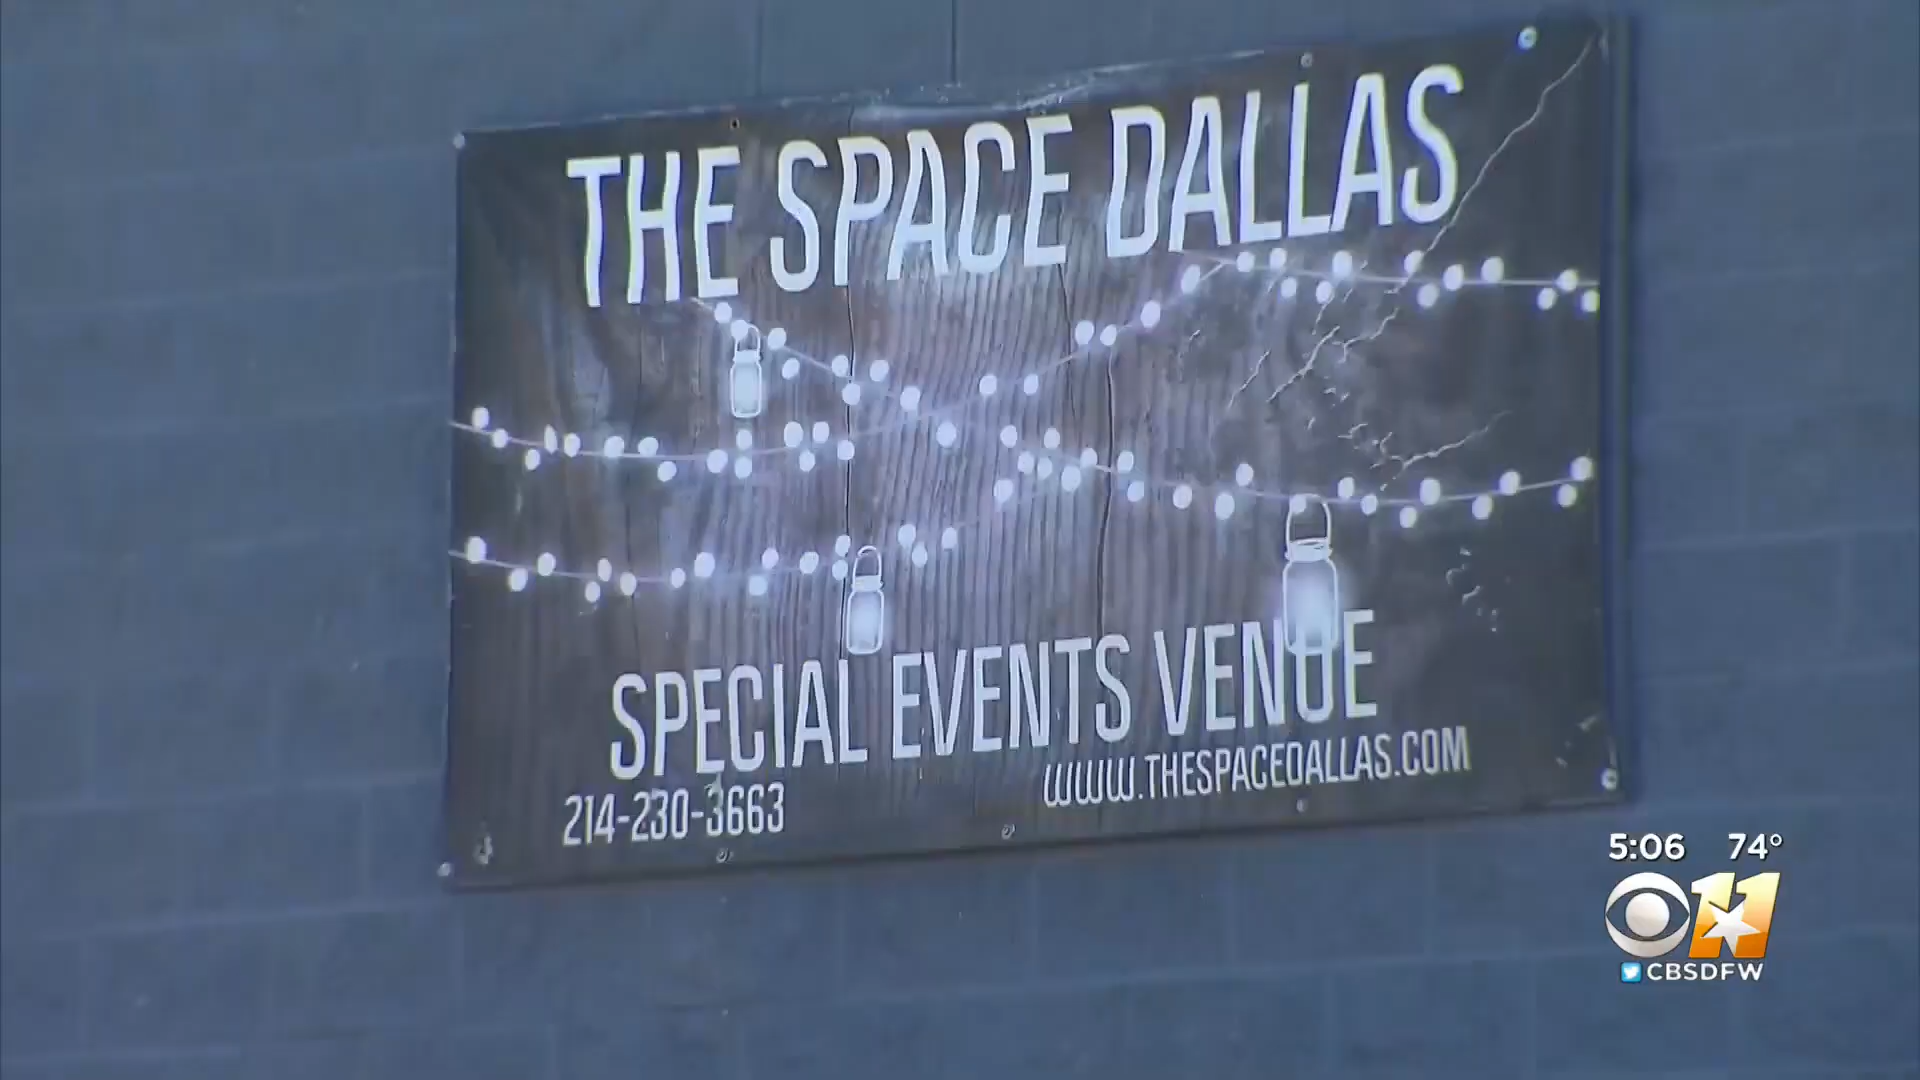 THE SPACE DALLAS
SPECIAL EVENTS VENUE
214-230-3663
WWW.THESPACEDALLAS.COM
5:06 74°
11
CBSDFW